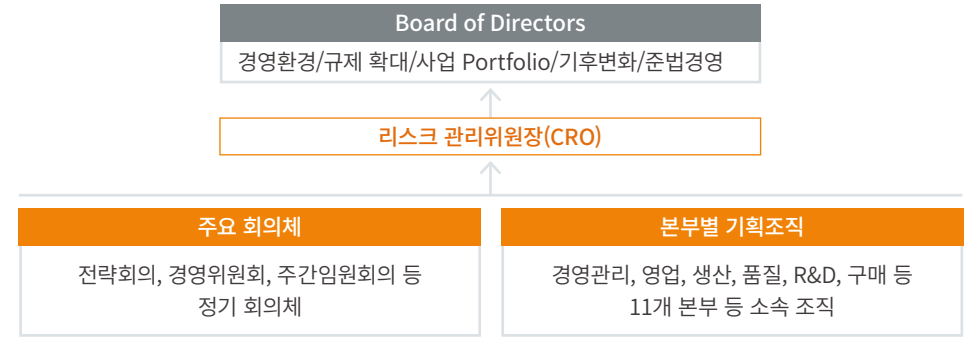 Board of Directors
경영환경/규제 확대/사업 Portfolio/기후변화/준법경영
리스크 관리위원장(CRO)
주요 회의체
전략회의, 경영위원회, 주간임원회의 등
정기 회의체
본부별 기획조직
경영관리, 영업, 생산, 품질, R&D, 구매 등
11개 본부 등 소속 조직